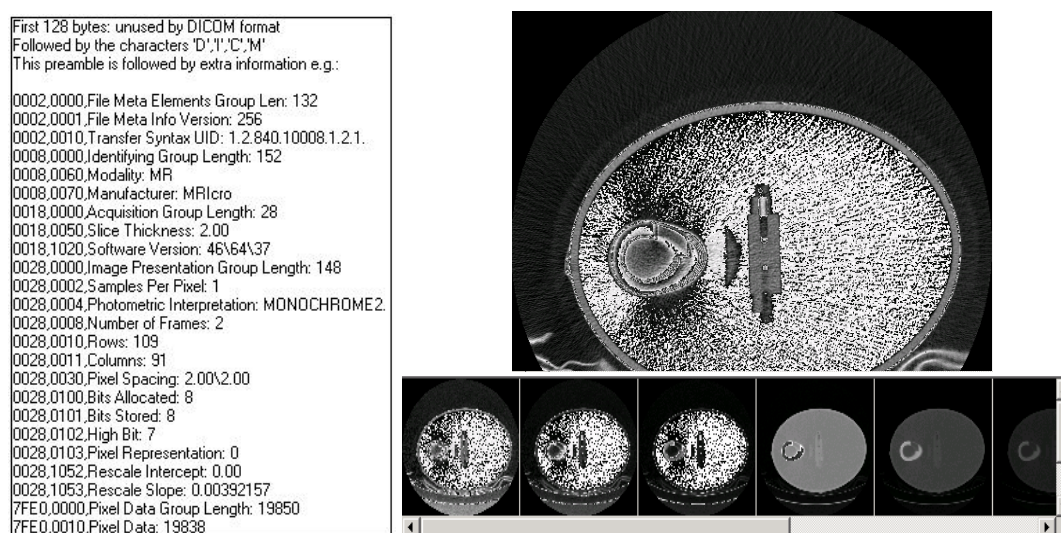 First 128 bytes: unused by DICOM format
Followed by the characters 'D','I','C','M'
This preamble is followed by extra information e.g.:
0002,0000,File Meta Elements Group Len: 132
0002,0001,File Meta Info Version: 256
0002,0010,Transfer Syntax UID: 1.2.840.10008.1.2.1.
0008,0000,Identifying Group Length: 152
0008,0060,Modality: MR
0008,0070,Manufacturer: MRIcro
0018,0000,Acquisition Group Length: 28
0018,0050,Slice Thickness: 2.00
0018,1020,Software Version: 46\64\37
0028,0000,Image Presentation Group Length: 148
0028,0002,Samples Per Pixel: 1
0028,0004,Photometric Interpretation: MONOCHROME2.
0028,0008,Number of Frames: 2
0028,0010,Rows: 109
0028,0011,Columns: 91
0028,0030,Pixel Spacing: 2.00\2.00
0028,0100,Bits Allocated: 8
0028,0101,Bits Stored: 8
0028,0102,High Bit: 7
0028,0103,Pixel Representation: 0
0028,1052,Rescale Intercept: 0.00
0028,1053,Rescale Slope: 0.00392157
7FE0,0000,Pixel Data Group Length: 19850
7FE0,0010,Pixel Data: 19838